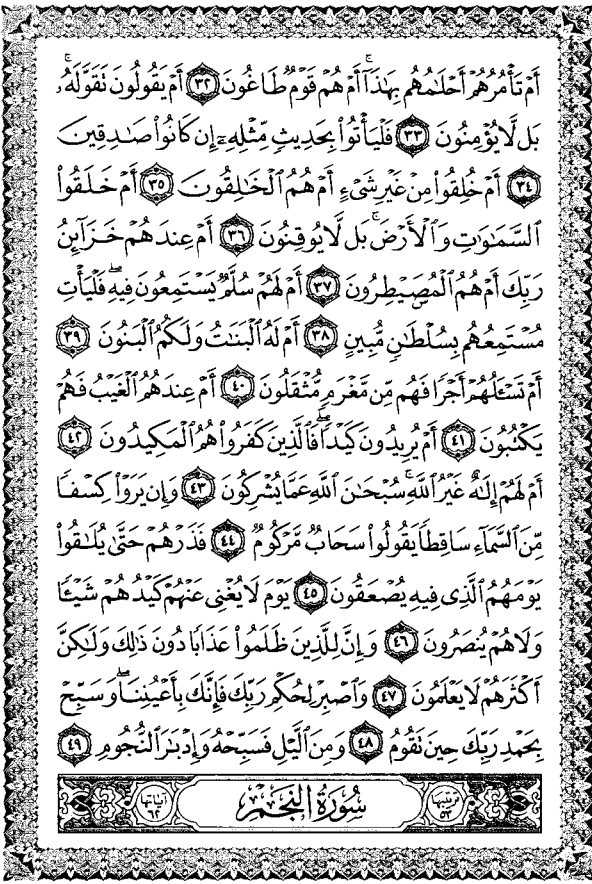 أَمْ تَأْمُرُهُمْ أَحْلَٰمُهُم بِهَٰذَآ ۚ أَمْ هُمْ قَوْمٌ طَاغُونَ ٣٢ أَمْ يَقُولُونَ تَقَوَّلَهُۥ ۚ
بَل لَّا يُؤْمِنُونَ ٣٣ فَلْيَأْتُوا۟ بِحَدِيثٍ مِّثْلِهِۦٓ إِن كَانُوا۟ صَٰدِقِينَ
٣٤ أَمْ خُلِقُوا۟ مِنْ غَيْرِ شَىْءٍ أَمْ هُمُ ٱلْخَٰلِقُونَ ٣٥ أَمْ خَلَقُوا۟
ٱلسَّمَٰوَٰتِ وَٱلْأَرْضَ ۚ بَل لَّا يُوقِنُونَ ٣٦ أَمْ عِندَهُمْ خَزَآئِنُ
رَبِّكَ أَمْ هُمُ ٱلْمُصَۣيْطِرُونَ ٣٧ أَمْ لَهُمْ سُلَّمٌ يَسْتَمِعُونَ فِيهِ ۖ فَلْيَأْتِ
مُسْتَمِعُهُم بِسُلْطَٰنٍ مُّبِينٍ ٣٨ أَمْ لَهُ ٱلْبَنَٰتُ وَلَكُمُ ٱلْبَنُونَ ٣٩
أَمْ تَسْـَٔلُهُمْ أَجْرًا فَهُم مِّن مَّغْرَمٍ مُّثْقَلُونَ ٤٠ أَمْ عِندَهُمُ ٱلْغَيْبُ فَهُمْ
يَكْتُبُونَ ٤١ أَمْ يُرِيدُونَ كَيْدًا ۖ فَٱلَّذِينَ كَفَرُوا۟ هُمُ ٱلْمَكِيدُونَ ٤٢
أَمْ لَهُمْ إِلَٰهٌ غَيْرُ ٱللَّهِ ۚ سُبْحَٰنَ ٱللَّهِ عَمَّا يُشْرِكُونَ ٤٣ وَإِن يَرَوْا۟ كِسْفًا
مِّنَ ٱلسَّمَآءِ سَاقِطًا يَقُولُوا۟ سَحَابٌ مَّرْكُومٌ ٤٤ فَذَرْهُمْ حَتَّىٰ يُلَٰقُوا۟
يَوْمَهُمُ ٱلَّذِى فِيهِ يُصْعَقُونَ ٤٥ يَوْمَ لَا يُغْنِى عَنْهُمْ كَيْدُهُمْ شَيْـًٔا
وَلَا هُمْ يُنصَرُونَ ٤٦ وَإِنَّ لِلَّذِينَ ظَلَمُوا۟ عَذَابًا دُونَ ذَٰلِكَ وَلَٰكِنَّ
أَكْثَرَهُمْ لَا يَعْلَمُونَ ٤٧ وَٱصْبِرْ لِحُكْمِ رَبِّكَ فَإِنَّكَ بِأَعْيُنِنَا ۖ وَسَبِّحْ
بِحَمْدِ رَبِّكَ حِينَ تَقُومُ ٤٨ وَمِنَ ٱلَّيْلِ فَسَبِّحْهُ وَإِدْبَٰرَ ٱلنُّجُومِ ٤٩
ترتيبها ٥٣ سُورَةُ النَّجْمِ آياتها ٦٢